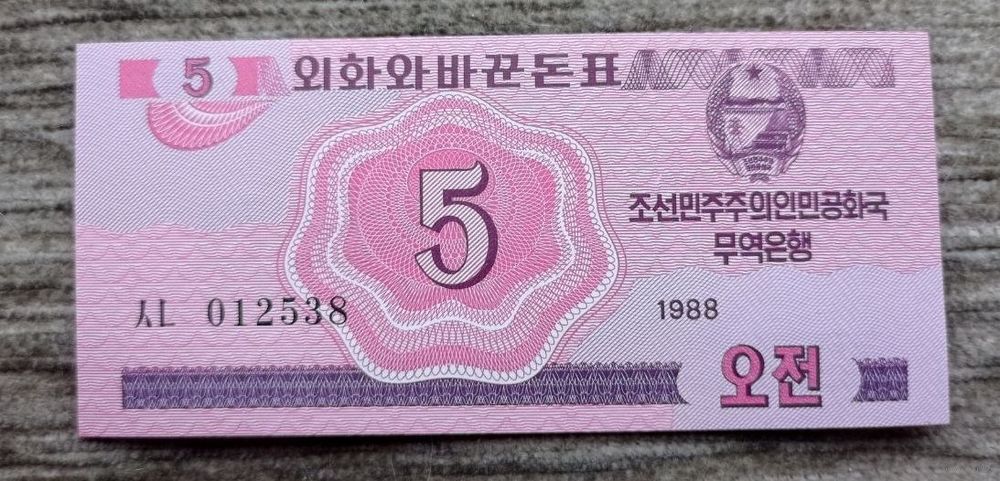 5 외화와바꾼돈표
5
조선민주주의인민공화국
무역은행
ㅅㄴ 012538
1988
오전